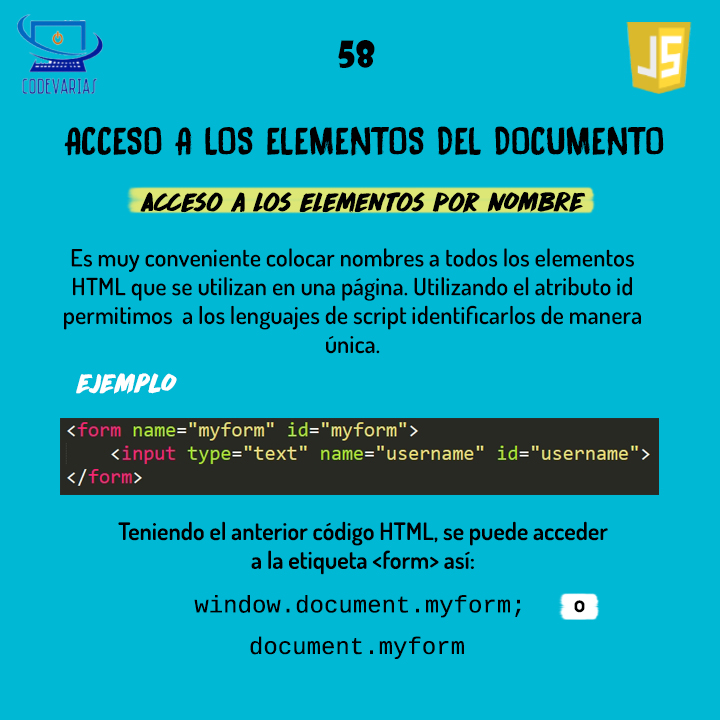 CODEVARIAS
58
JS
ACCESO A LOS ELEMENTOS DEL DOCUMENTO
ACCESO A LOS ELEMENTOS POR NOMBRE
Es muy conveniente colocar nombres a todos los elementos
HTML que se utilizan en una página. Utilizando el atributo id
permitimos a los lenguajes de script identificarlos de manera
única.
EJEMPLO
<form name="myform" id="myform">
<input type="text" name="username" id="username">
</form>
Teniendo el anterior código HTML, se puede acceder
a la etiqueta <form> así:
window.document.myform; o
document.myform